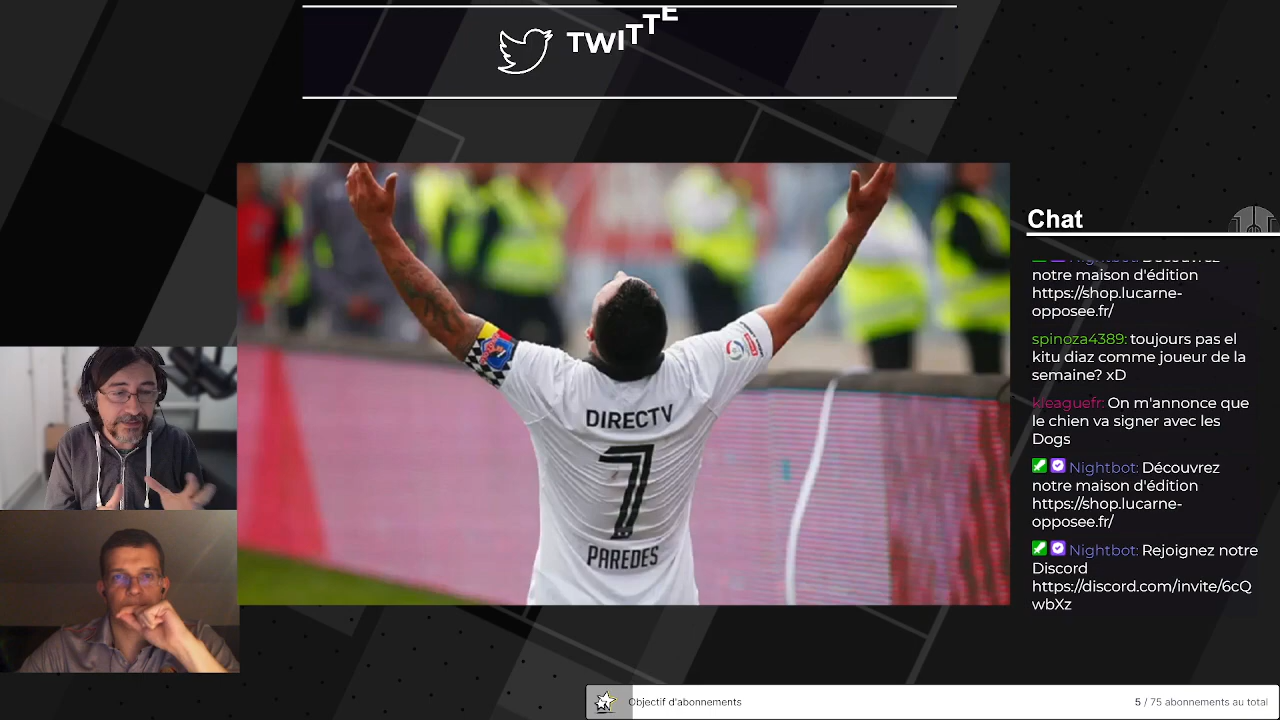 TWITTE
DIRECTV
7
PAREDES
Chat
notre maison d'édition
https://shop.lucarne-
opposee.fr/
spinoza4389: toujours pas el
kitu diaz comme joueur de la
semaine? xD
kleaguefr: On m'annonce que
le chien va signer avec les
Dogs
Nightbot: Découvrez
notre maison d'édition
https://shop.lucarne-
opposee.fr/
Nightbot: Rejoignez notre
Discord
https://discord.com/invite/6cQ
wbXz
Objectif d'abonnements
5 / 75 abonnements au total